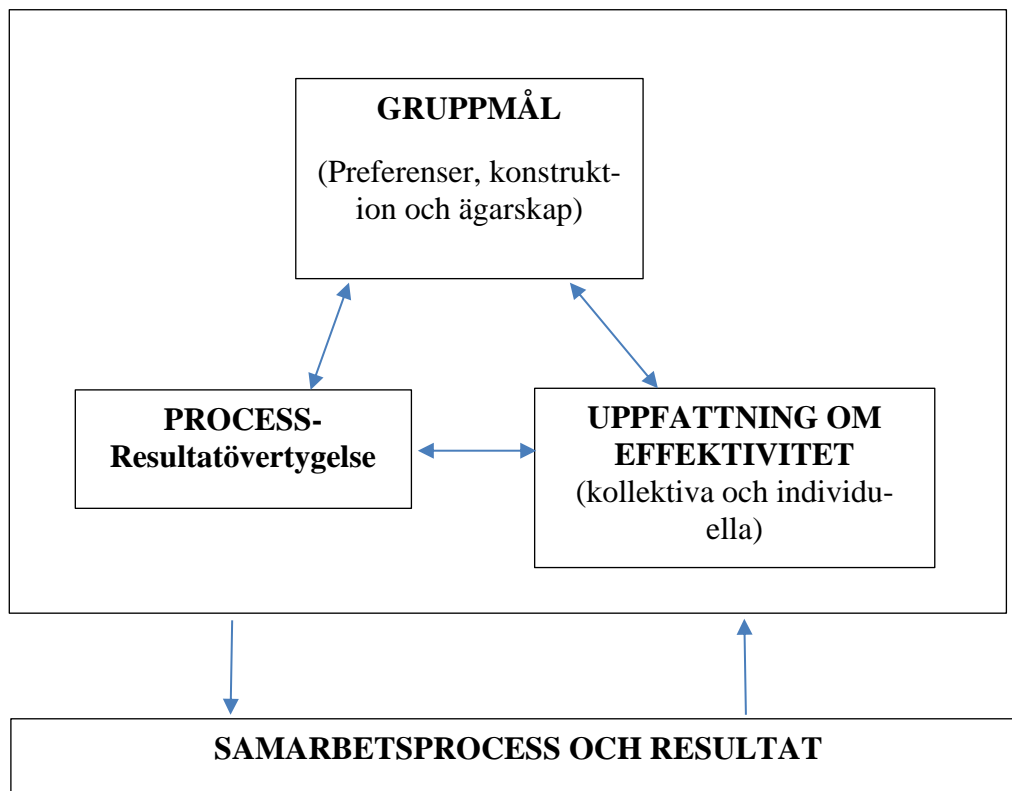 GRUPPMÅL
(Preferenser, konstrukt-
ion och ägarskap)
PROCESS-
Resultatövertygelse
UPPFATTNING OM
EFFEKTIVITET
(kollektiva och individu-
ella)
SAMARBETSPROCESS OCH RESULTAT